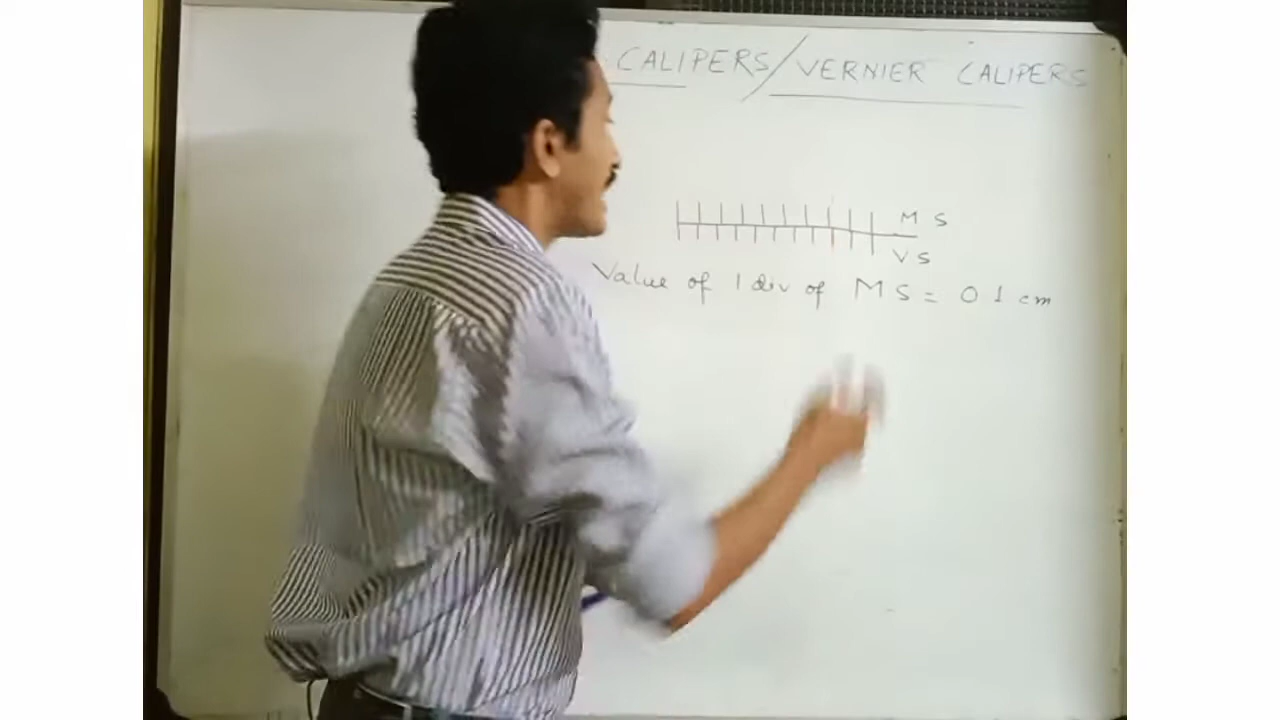 CALIPERS/VERNIER CALIPERS
M S
V S
Value of 1 div of M S = 0 1 cm